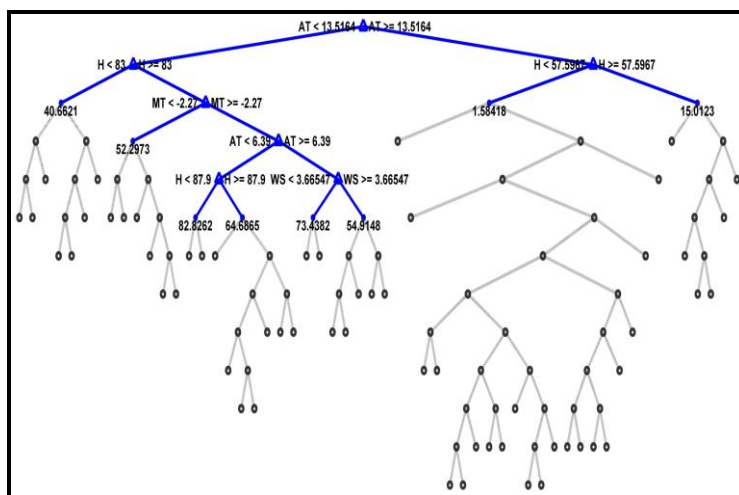 AT < 13.5164 AT >= 13.5164
H < 83 H >= 83 H < 57.5967 H >= 57.5967
40.6621 MT < -2.27 MT >= -2.27 1.58418 15.0123
52.2973 AT < 6.39 AT >= 6.39
H < 87.9 H >= 87.9 WS < 3.66547 WS >= 3.66547
82.8262 64.6865 73.4382 54.9148